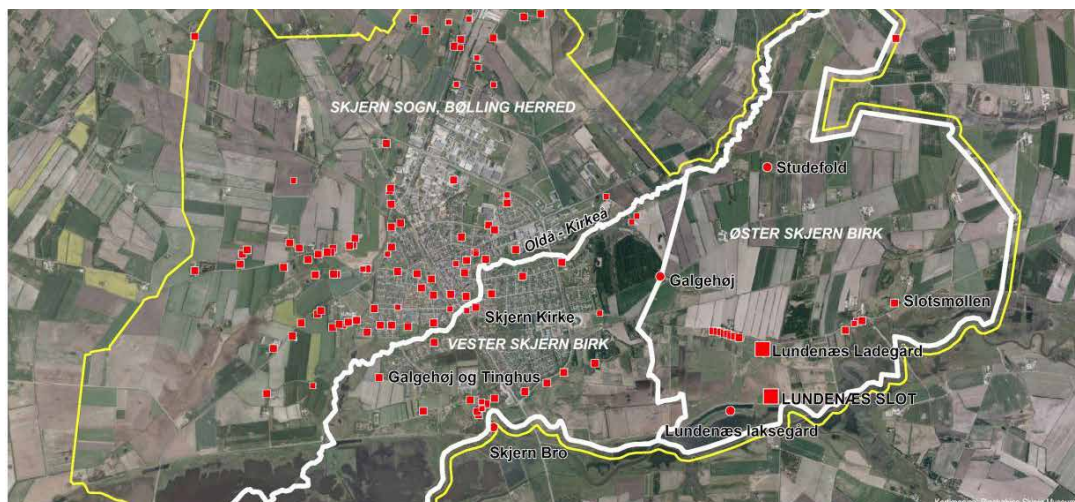 SKJERN SOGN, BØLLING HERRED
Studefold
Oldå - Kirkeå
ØSTER SKJERN BIRK
Galgehøj
Slotsmøllen
Skjern Kirke
VESTER SKJERN BIRK
Lundenæs Ladegård
Galgehøj og Tinghus
LUNDENÆS SLOT
Lundenæs laksegård
Skjern Bro